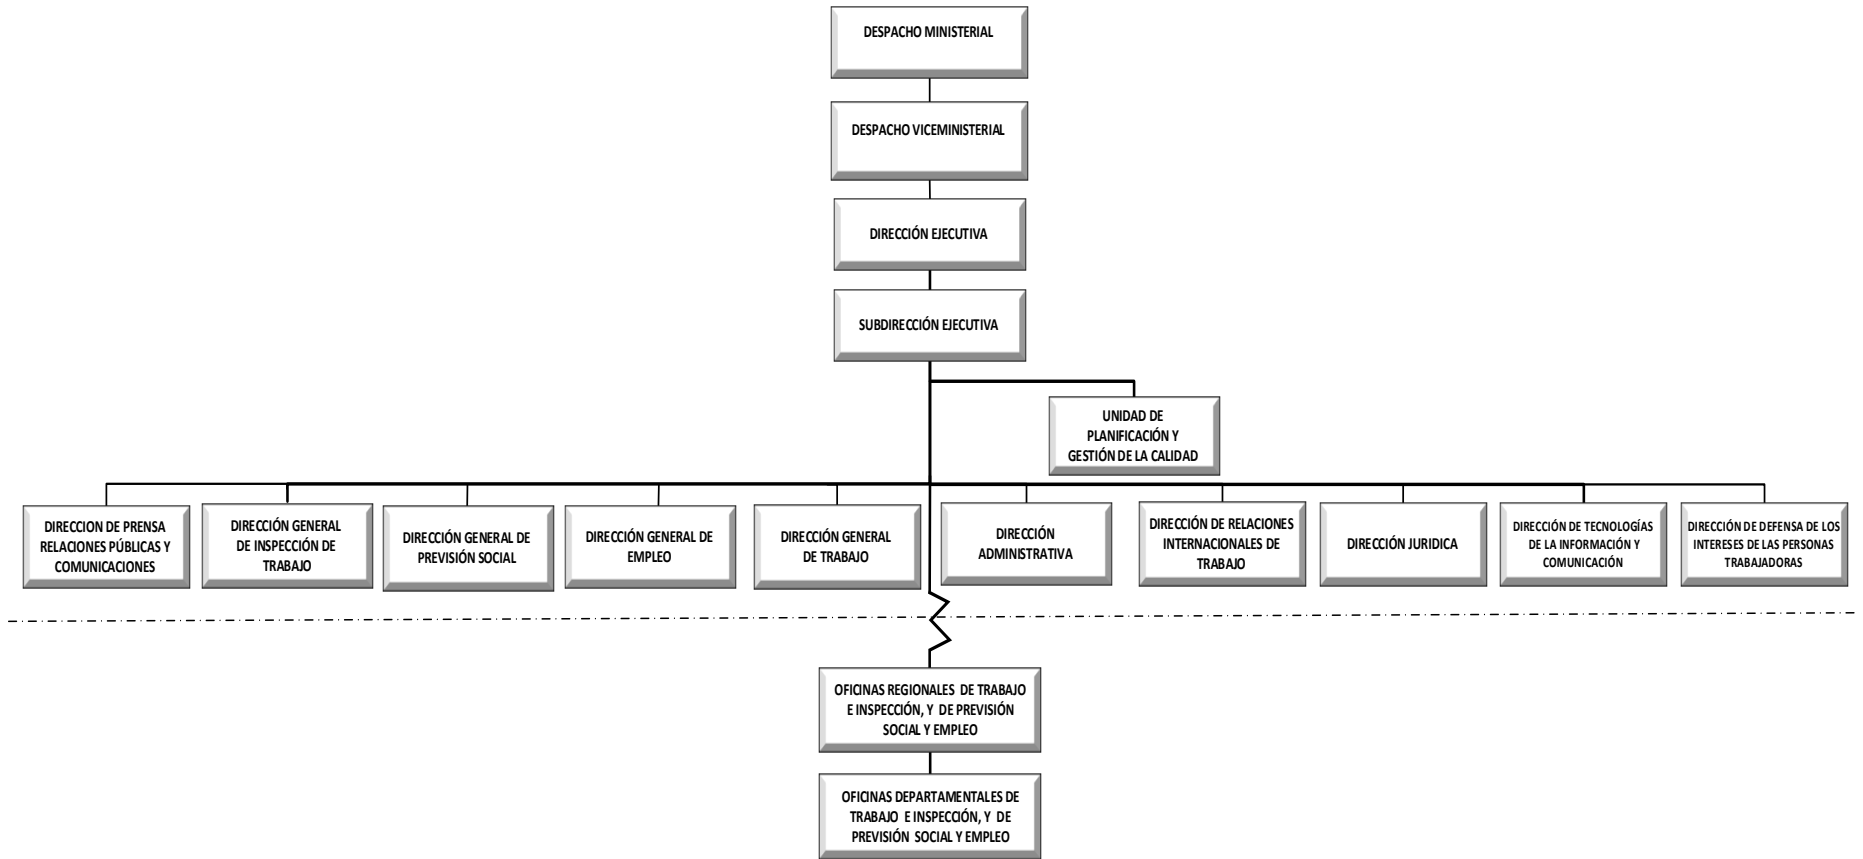 DESPACHO MINISTERIAL
DESPACHO VICEMINISTERIAL
DIRECCIÓN EJECUTIVA
SUBDIRECCIÓN EJECUTIVA
UNIDAD DE
PLANIFICACIÓN Y
GESTIÓN DE LA CALIDAD
DIRECCION DE PRENSA
RELACIONES PÚBLICAS Y
COMUNICACIONES
DIRECCIÓN GENERAL
DE INSPECCIÓN DE
TRABAJO
DIRECCIÓN GENERAL DE
PREVISIÓN SOCIAL
DIRECCIÓN GENERAL DE
EMPLEO
DIRECCIÓN GENERAL
DE TRABAJO
DIRECCIÓN
ADMINISTRATIVA
DIRECCIÓN DE RELACIONES
INTERNACIONALES DE
TRABAJO
DIRECCIÓN JURIDICA
DIRECCIÓN DE TECNOLOGÍAS
DE LA INFORMACIÓN Y
COMUNICACIÓN
DIRECCIÓN DE DEFENSA DE LOS
INTERESES DE LAS PERSONAS
TRABAJADORAS
OFICINAS REGIONALES DE TRABAJO
E INSPECCIÓN, Y DE PREVISIÓN
SOCIAL Y EMPLEO
OFICINAS DEPARTAMENTALES DE
TRABAJO E INSPECCIÓN, Y DE
PREVISIÓN SOCIAL Y EMPLEO